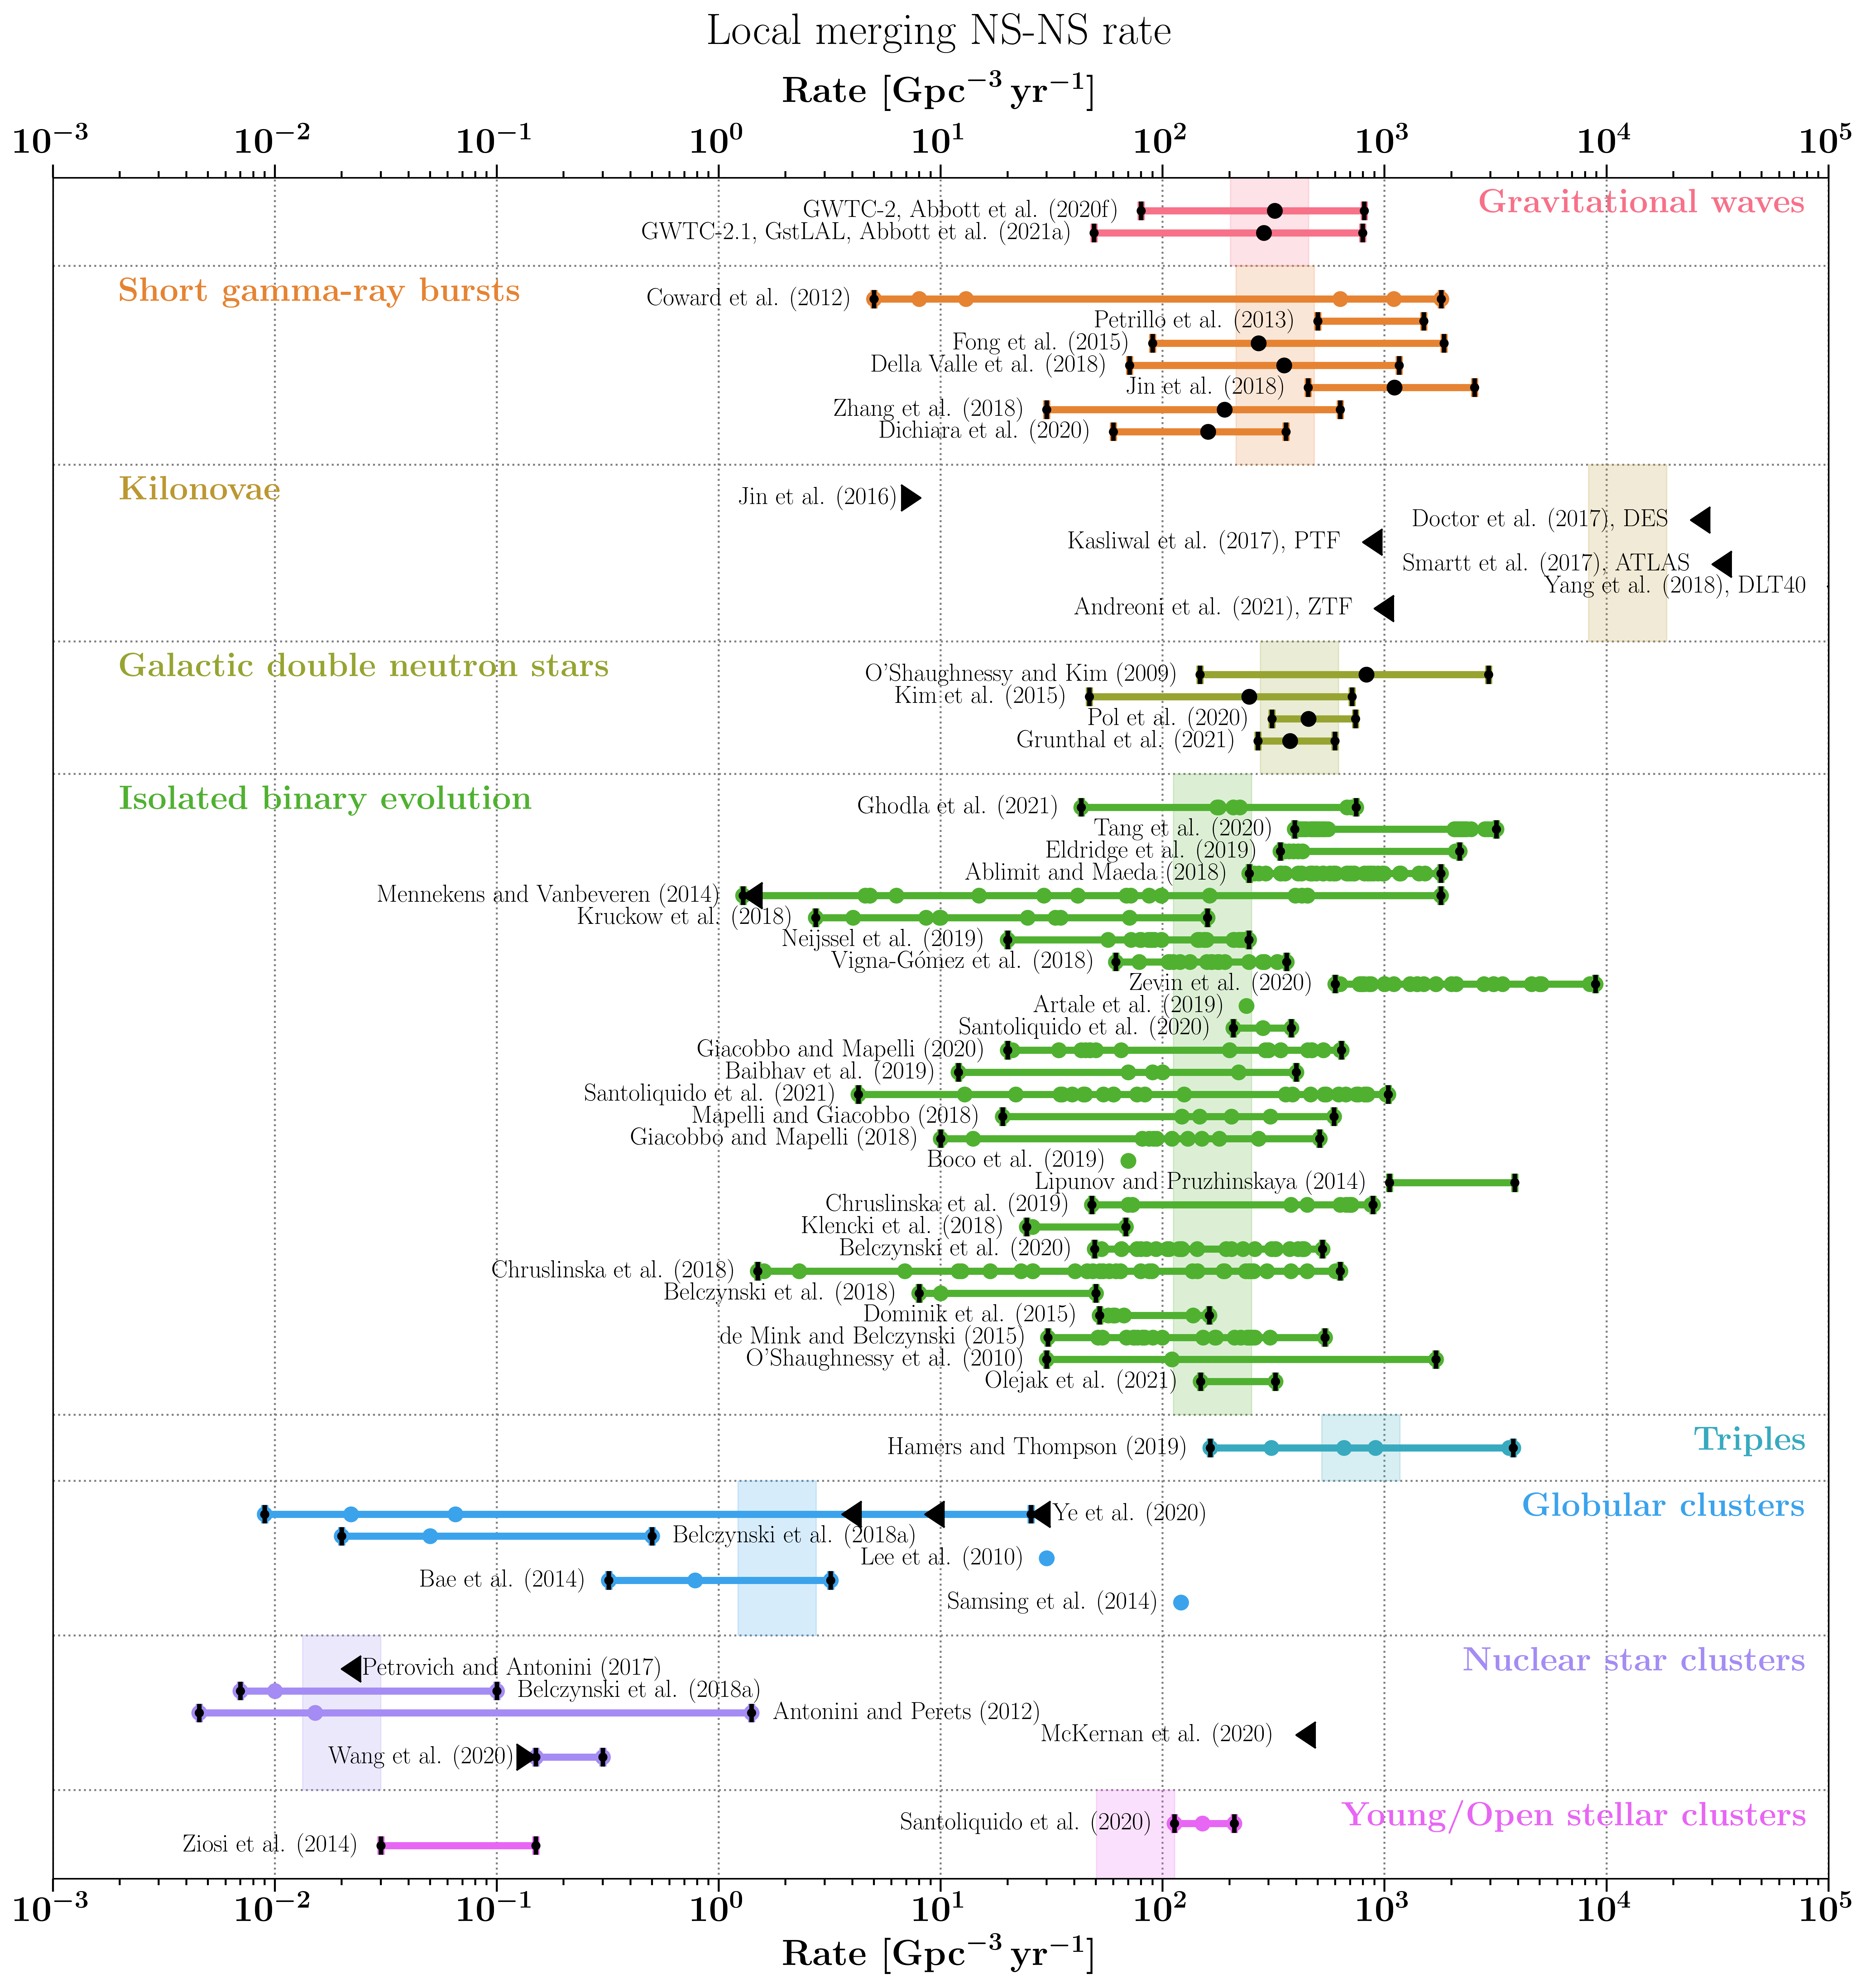 Local merging NS-NS rate
Rate [Gpc⁻³ yr⁻¹]
10⁻³ 10⁻² 10⁻¹ 10⁰ 10¹ 10² 10³ 10⁴ 10⁵
Gravitational waves
GWTC-2, Abbott et al. (2020f)
GWTC-2.1, GstLAL, Abbott et al. (2021a)
Short gamma-ray bursts
Coward et al. (2012)
Petrillo et al. (2013)
Fong et al. (2015)
Della Valle et al. (2018)
Jin et al. (2018)
Zhang et al. (2018)
Dichiara et al. (2020)
Kilonovae
Jin et al. (2016)
Doctor et al. (2017), DES
Kasliwal et al. (2017), PTF
Smartt et al. (2017), ATLAS
Yang et al. (2018), DLT40
Andreoni et al. (2021), ZTF
Galactic double neutron stars
O'Shaughnessy and Kim (2009)
Kim et al. (2015)
Pol et al. (2020)
Grunthal et al. (2021)
Isolated binary evolution
Ghodla et al. (2021)
Tang et al. (2020)
Eldridge et al. (2019)
Ablimit and Maeda (2018)
Mennekens and Vanbeveren (2014)
Kruckow et al. (2018)
Neijssel et al. (2019)
Vigna-Gómez et al. (2018)
Zevin et al. (2020)
Artale et al. (2019)
Santoliquido et al. (2020)
Giacobbo and Mapelli (2020)
Baibhav et al. (2019)
Santoliquido et al. (2021)
Mapelli and Giacobbo (2018)
Giacobbo and Mapelli (2018)
Boco et al. (2019)
Lipunov and Pruzhinskaya (2014)
Chruslinska et al. (2019)
Klencki et al. (2018)
Belczynski et al. (2020)
Chruslinska et al. (2018)
Belczynski et al. (2018)
Dominik et al. (2015)
de Mink and Belczynski (2015)
O'Shaughnessy et al. (2010)
Olejak et al. (2021)
Triples
Hamers and Thompson (2019)
Globular clusters
Ye et al. (2020)
Belczynski et al. (2018a)
Lee et al. (2010)
Bae et al. (2014)
Samsing et al. (2014)
Nuclear star clusters
Petrovich and Antonini (2017)
Belczynski et al. (2018a)
Antonini and Perets (2012)
McKernan et al. (2020)
Wang et al. (2020)
Young/Open stellar clusters
Santoliquido et al. (2020)
Ziosi et al. (2014)
10⁻³ 10⁻² 10⁻¹ 10⁰ 10¹ 10² 10³ 10⁴ 10⁵
Rate [Gpc⁻³ yr⁻¹]